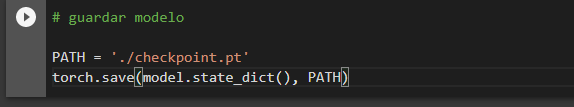 # guardar modelo
PATH = './checkpoint.pt'
torch.save(model.state_dict(), PATH)